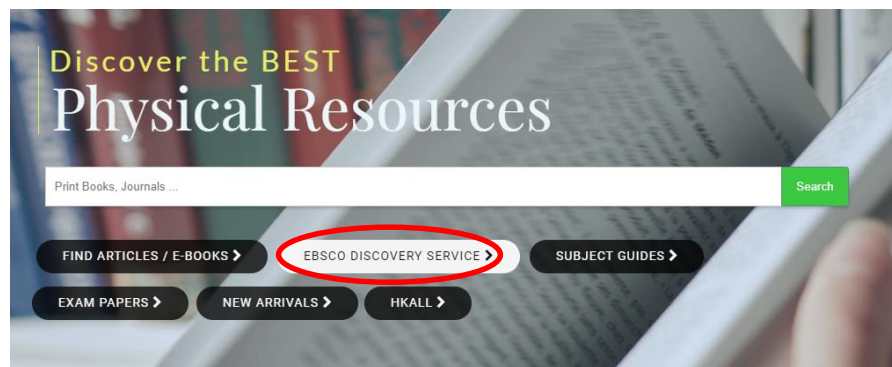 Discover the BEST
Physical Resources
Print Books, Journals ...
Search
FIND ARTICLES / E-BOOKS
EBSCO DISCOVERY SERVICE
SUBJECT GUIDES
EXAM PAPERS
NEW ARRIVALS
HKALL